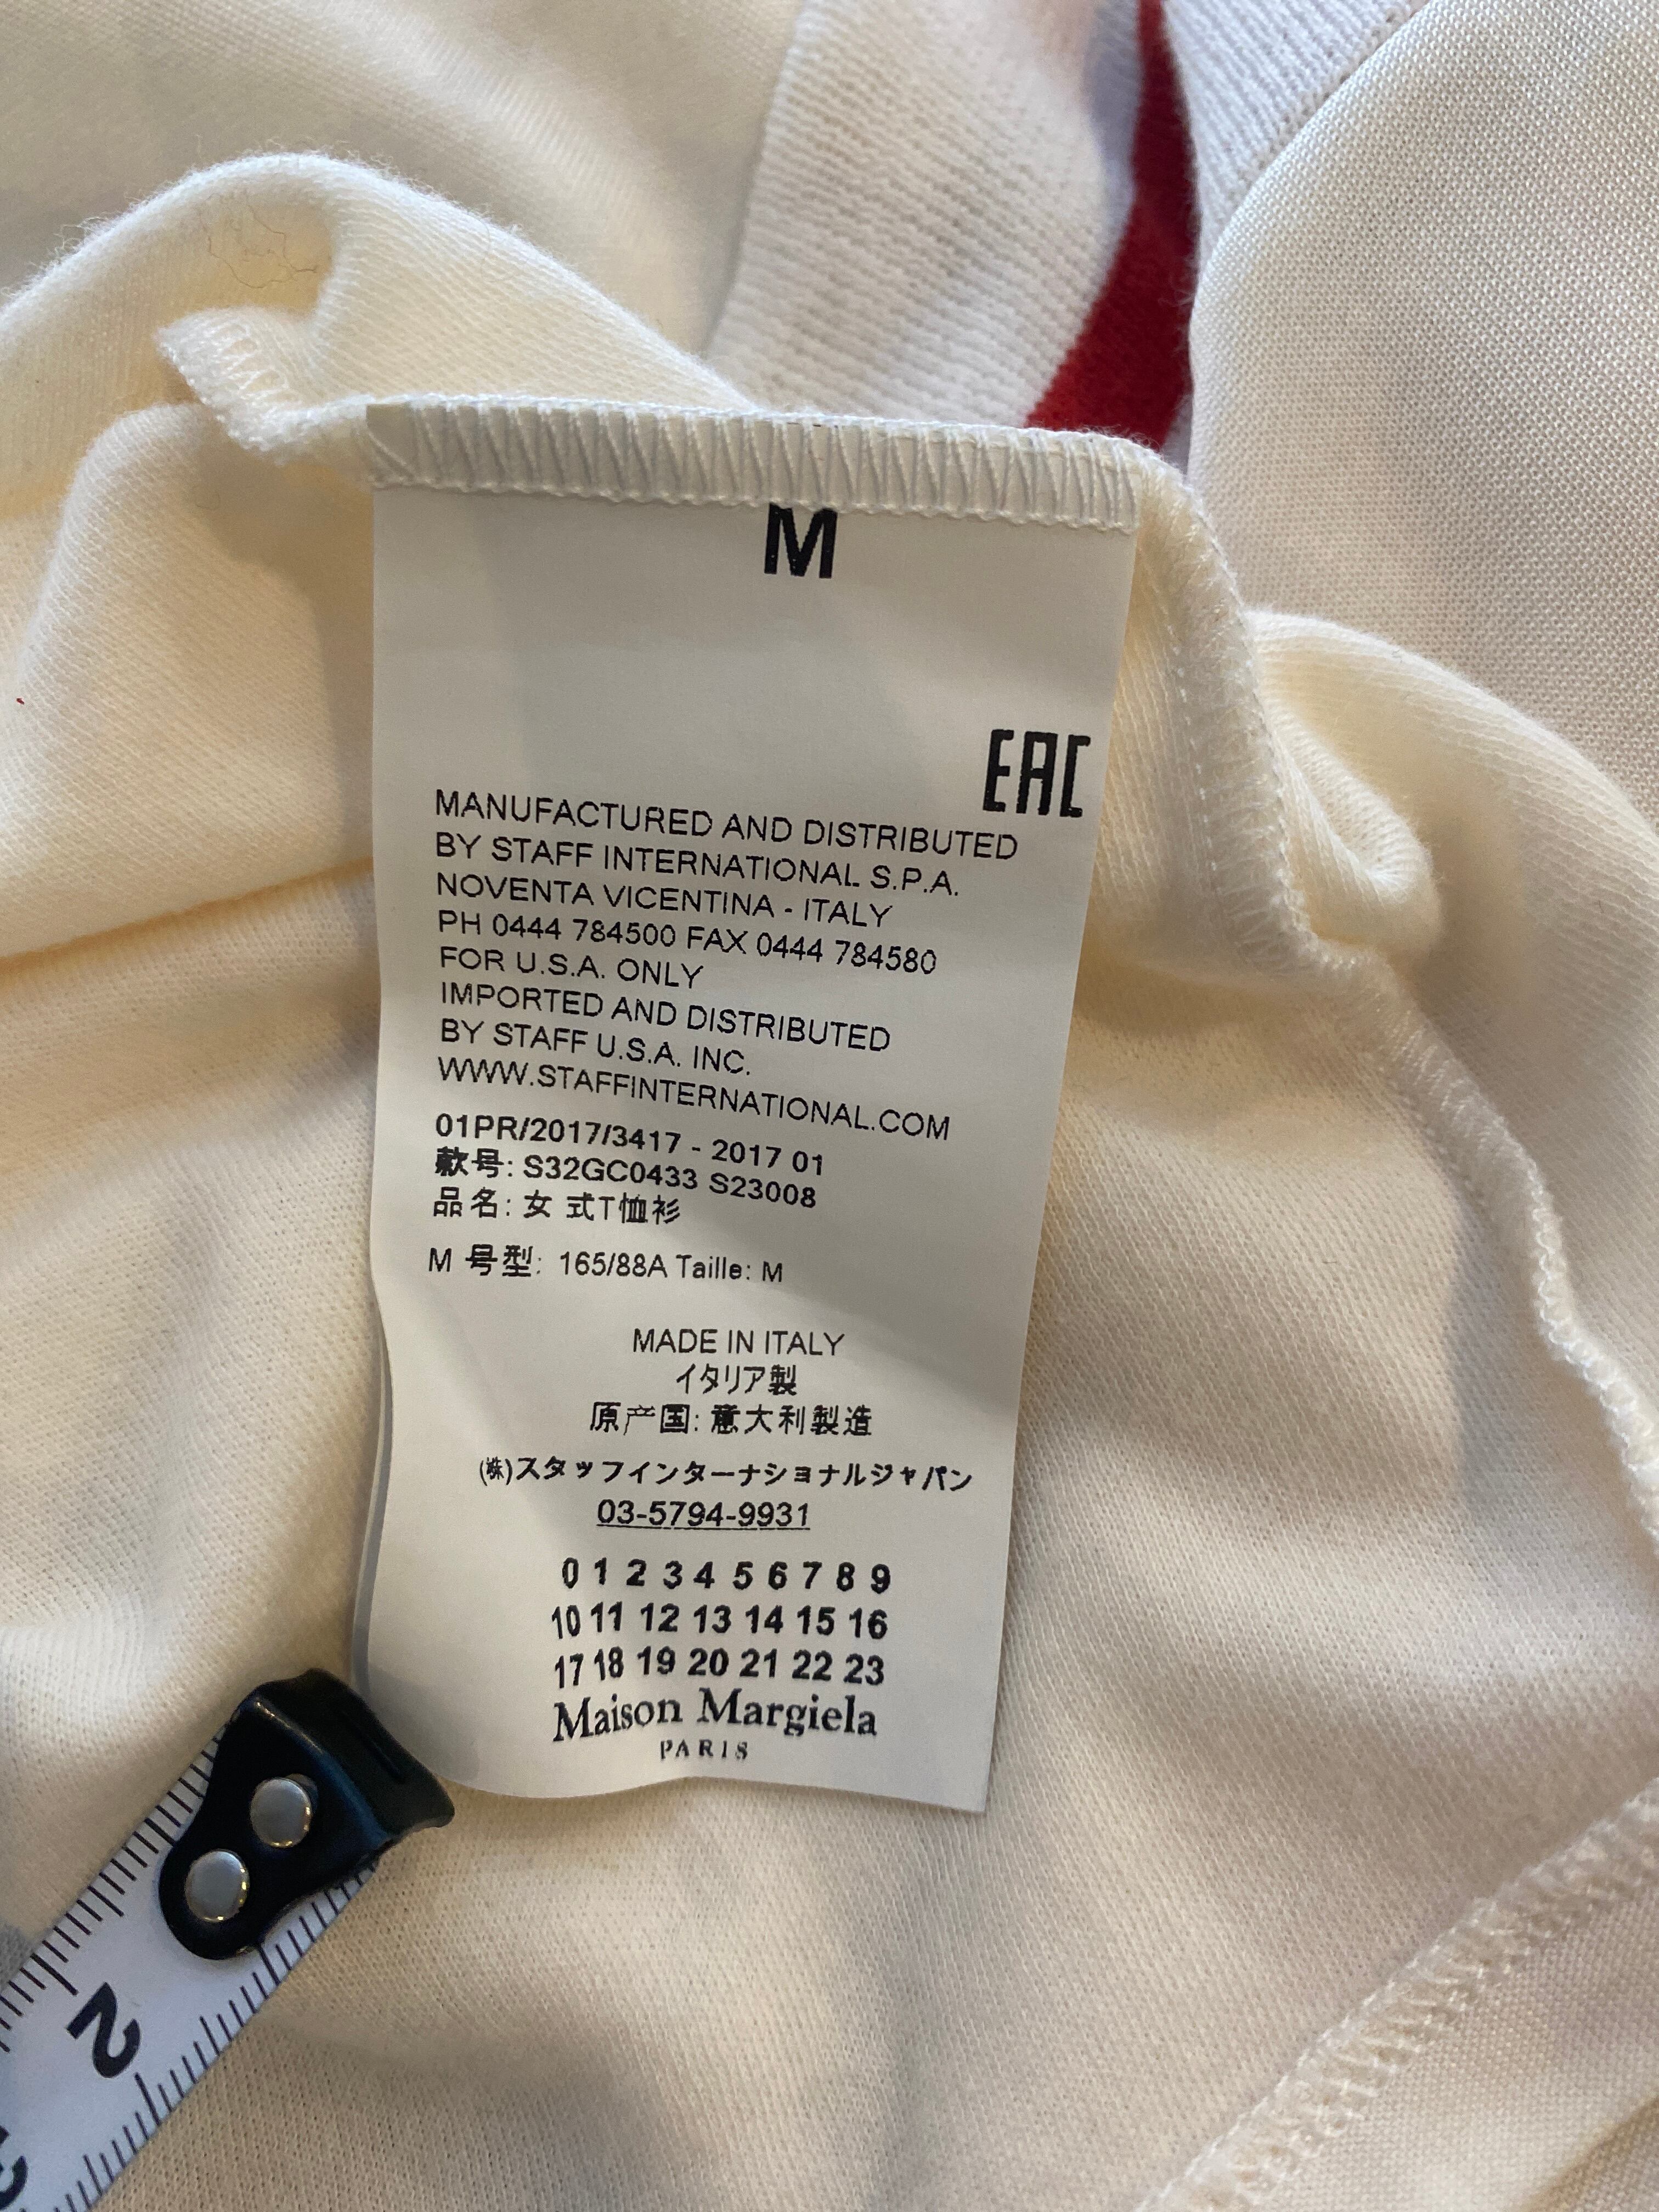 M
EAC
MANUFACTURED AND DISTRIBUTED
BY STAFF INTERNATIONAL S.P.A.
NOVENTA VICENTINA - ITALY
PH 0444 784500 FAX 0444 784580
FOR U.S.A. ONLY
IMPORTED AND DISTRIBUTED
BY STAFF U.S.A. INC.
WWW.STAFFINTERNATIONAL.COM
01PR/2017/3417 - 2017 01
款号: S32GC0433 S23008
品名: 女 式T恤衫
M 号型: 165/88A Taille: M
MADE IN ITALY
イタリア製
原产国: 意大利製造
(株)スタッフインターナショナルジャパン
03-5794-9931
0 1 2 3 4 5 6 7 8 9
10 11 12 13 14 15 16
17 18 19 20 21 22 23
Maison Margiela
PARIS
2
3